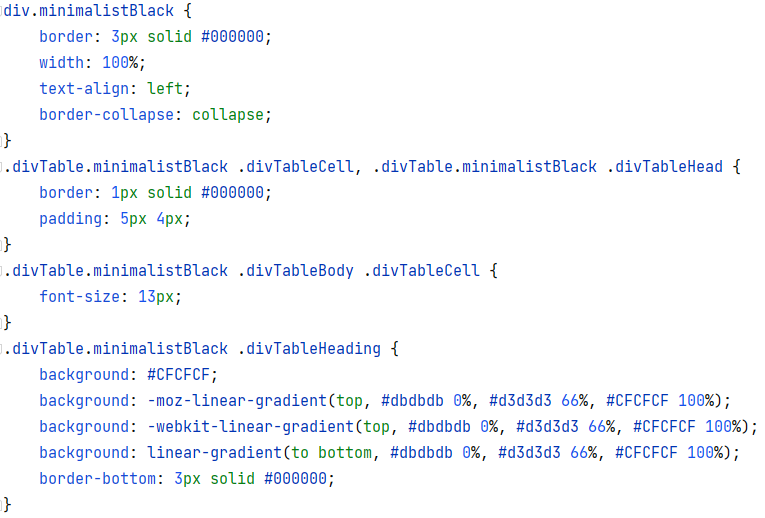 div.minimalistBlack {
    border: 3px solid #000000;
    width: 100%;
    text-align: left;
    border-collapse: collapse;
}
.divTable.minimalistBlack .divTableCell, .divTable.minimalistBlack .divTableHead {
    border: 1px solid #000000;
    padding: 5px 4px;
}
.divTable.minimalistBlack .divTableBody .divTableCell {
    font-size: 13px;
}
.divTable.minimalistBlack .divTableHeading {
    background: #CFCFCF;
    background: -moz-linear-gradient(top, #dbdbdb 0%, #d3d3d3 66%, #CFCFCF 100%);
    background: -webkit-linear-gradient(top, #dbdbdb 0%, #d3d3d3 66%, #CFCFCF 100%);
    background: linear-gradient(to bottom, #dbdbdb 0%, #d3d3d3 66%, #CFCFCF 100%);
    border-bottom: 3px solid #000000;
}